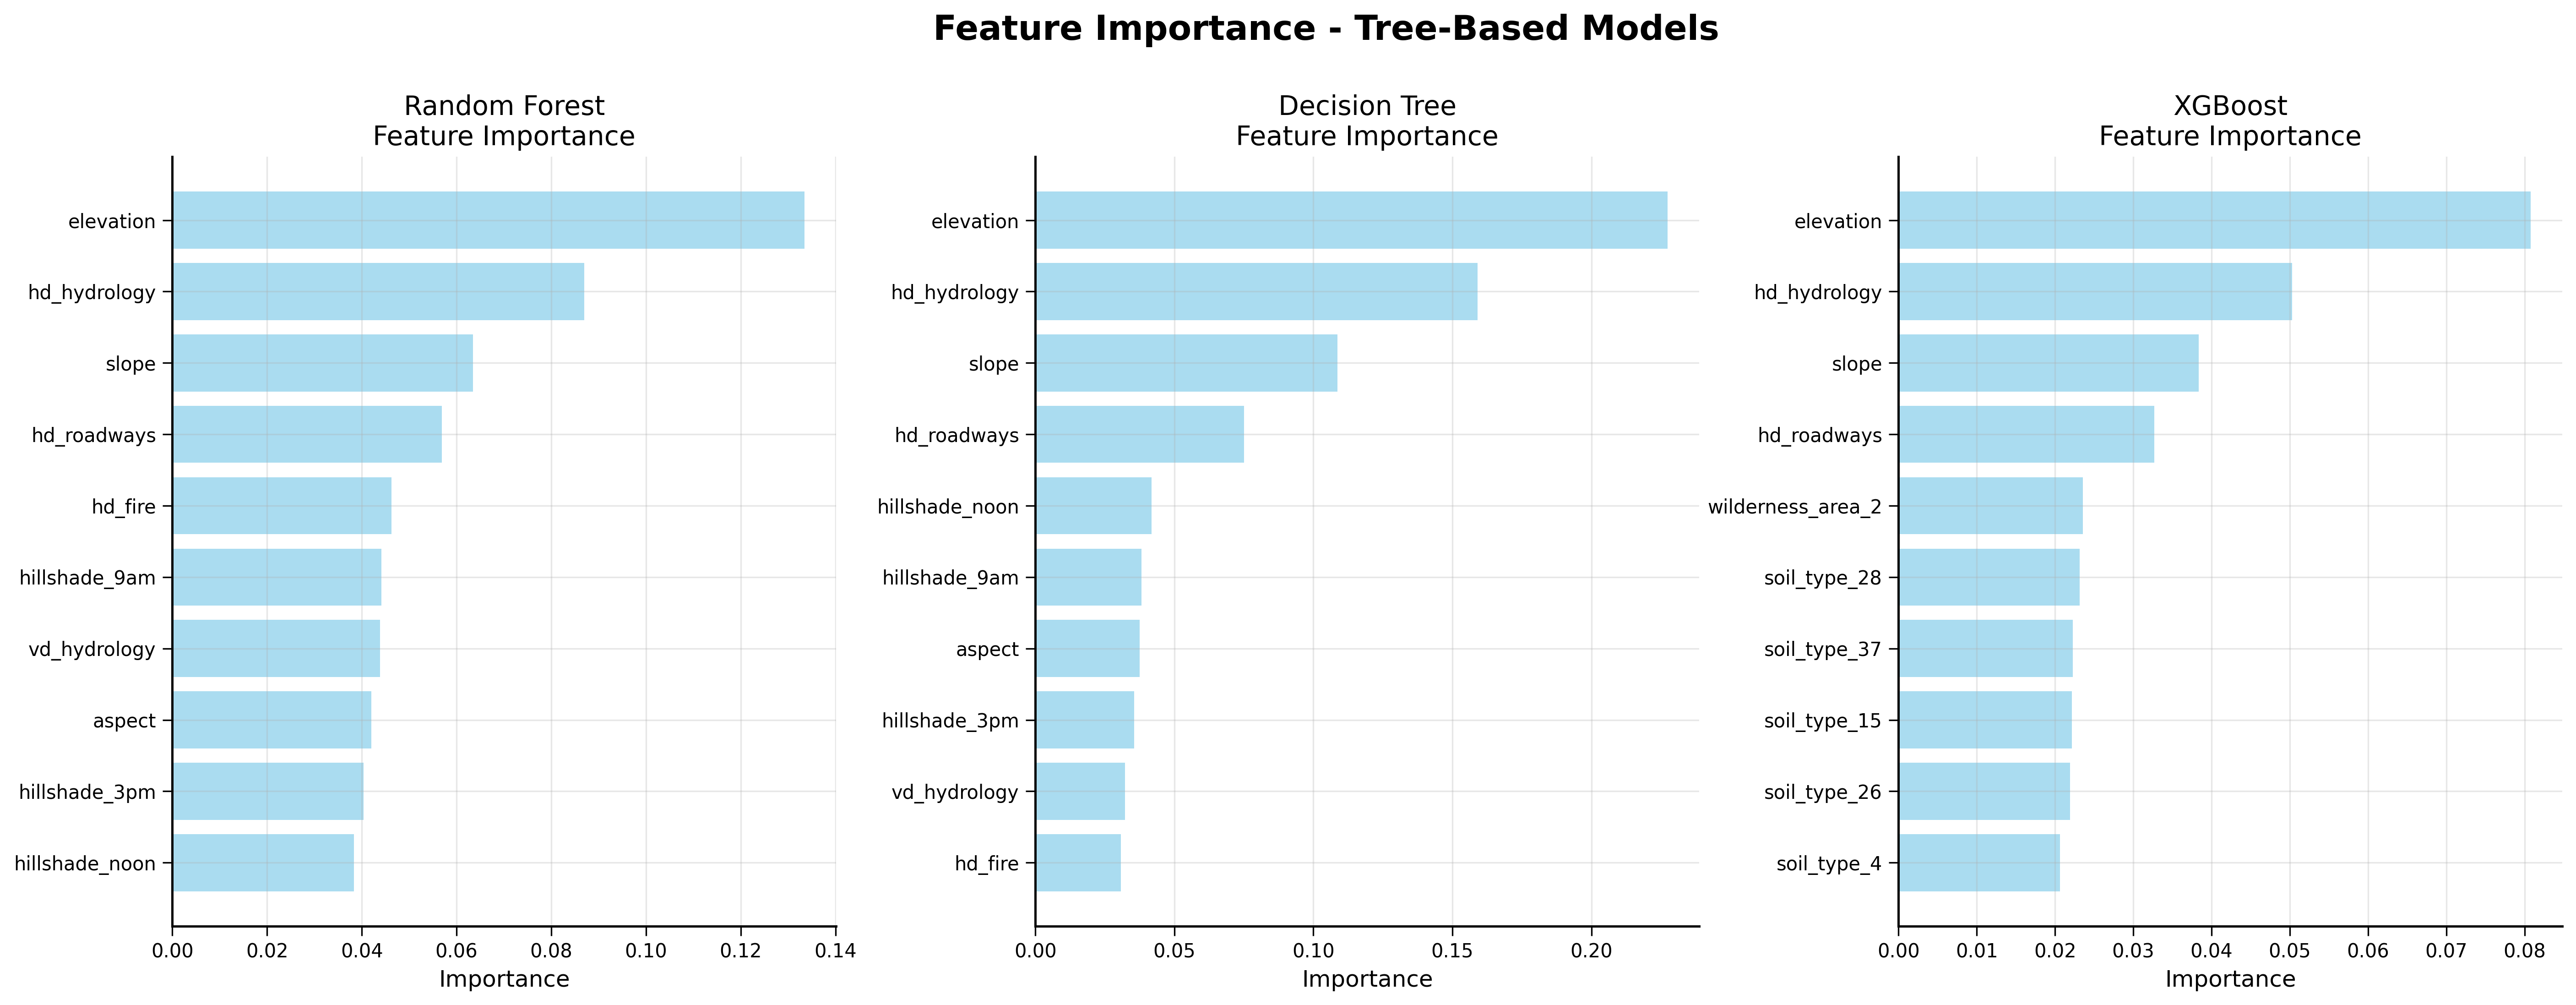 Feature Importance - Tree-Based Models
Random Forest
Feature Importance
elevation
hd_hydrology
slope
hd_roadways
hd_fire
hillshade_9am
vd_hydrology
aspect
hillshade_3pm
hillshade_noon
0.00 0.02 0.04 0.06 0.08 0.10 0.12 0.14
Importance
Decision Tree
Feature Importance
elevation
hd_hydrology
slope
hd_roadways
hillshade_noon
hillshade_9am
aspect
hillshade_3pm
vd_hydrology
hd_fire
0.00 0.05 0.10 0.15 0.20
Importance
XGBoost
Feature Importance
elevation
hd_hydrology
slope
hd_roadways
wilderness_area_2
soil_type_28
soil_type_37
soil_type_15
soil_type_26
soil_type_4
0.00 0.01 0.02 0.03 0.04 0.05 0.06 0.07 0.08
Importance